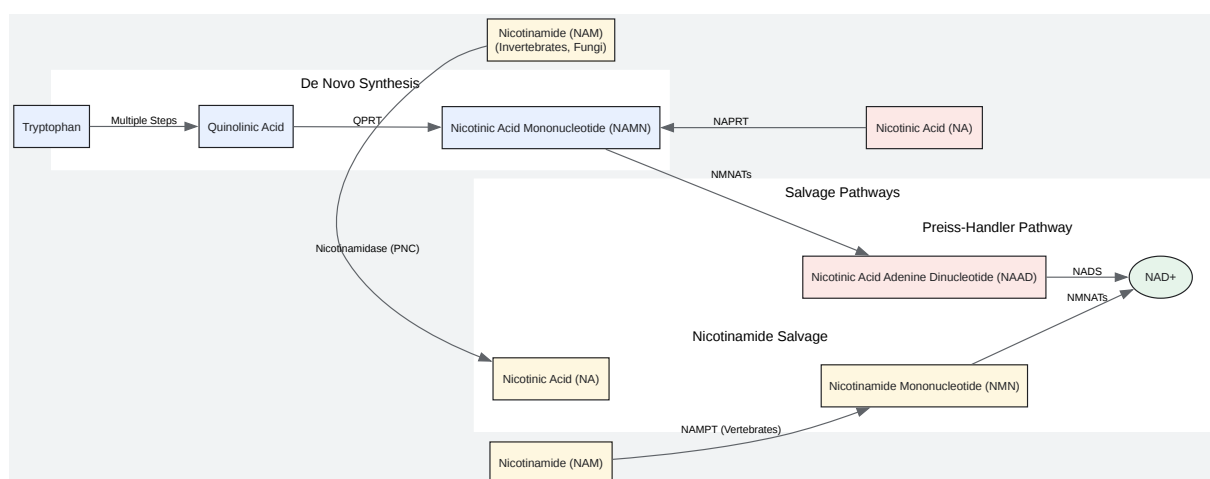 Nicotinamide (NAM)
(Invertebrates, Fungi)
De Novo Synthesis
Tryptophan
Multiple Steps
Quinolinic Acid
QPRT
Nicotinic Acid Mononucleotide (NAMN)
NAPRT
Nicotinic Acid (NA)
NMNATs
Salvage Pathways
Preiss-Handler Pathway
Nicotinamidase (PNC)
Nicotinic Acid Adenine Dinucleotide (NAAD)
NADS
NAD+
NMNATs
Nicotinamide Salvage
Nicotinic Acid (NA)
Nicotinamide Mononucleotide (NMN)
NAMPT (Vertebrates)
Nicotinamide (NAM)